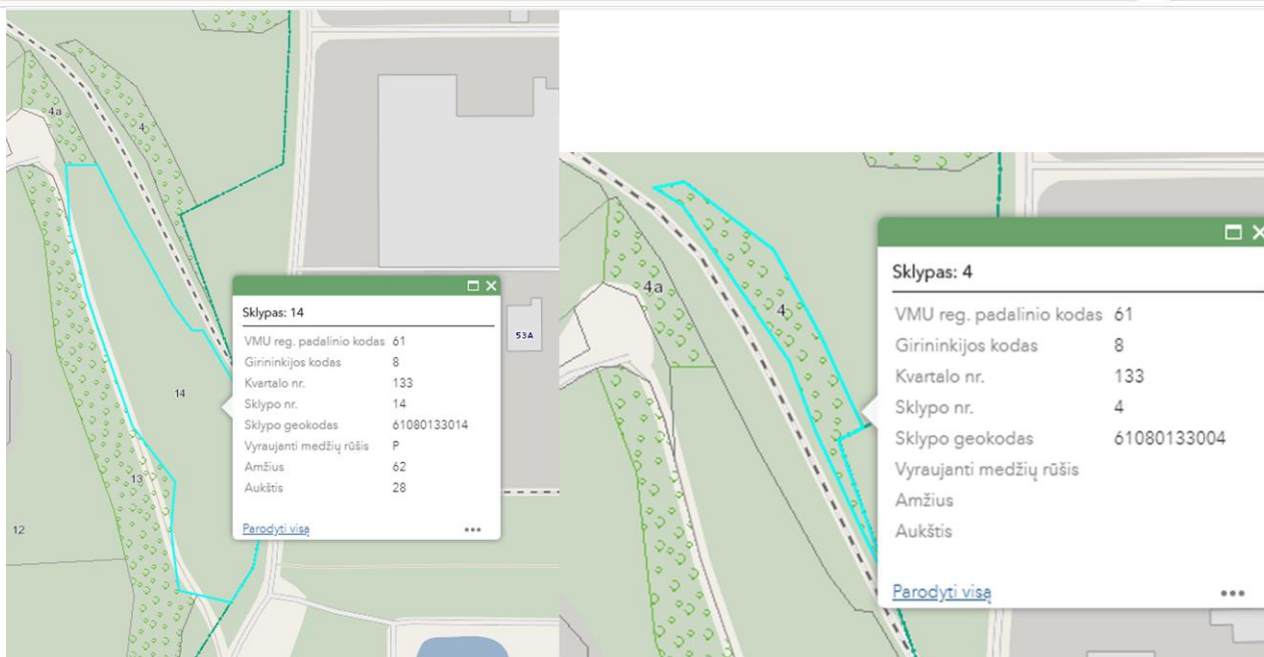 4a
4
Sklypas: 14
VMU reg. padalinio kodas 61
Girininkijos kodas 8
Kvartalo nr. 133
Sklypo nr. 14
Sklypo geokodas 61080133014
Vyraujanti medžių rūšis P
Amžius 62
Aukštis 28
Parodyti visą
14
13
12
53A
4a
4
Sklypas: 4
VMU reg. padalinio kodas 61
Girininkijos kodas 8
Kvartalo nr. 133
Sklypo nr. 4
Sklypo geokodas 61080133004
Vyraujanti medžių rūšis
Amžius
Aukštis
Parodyti visą